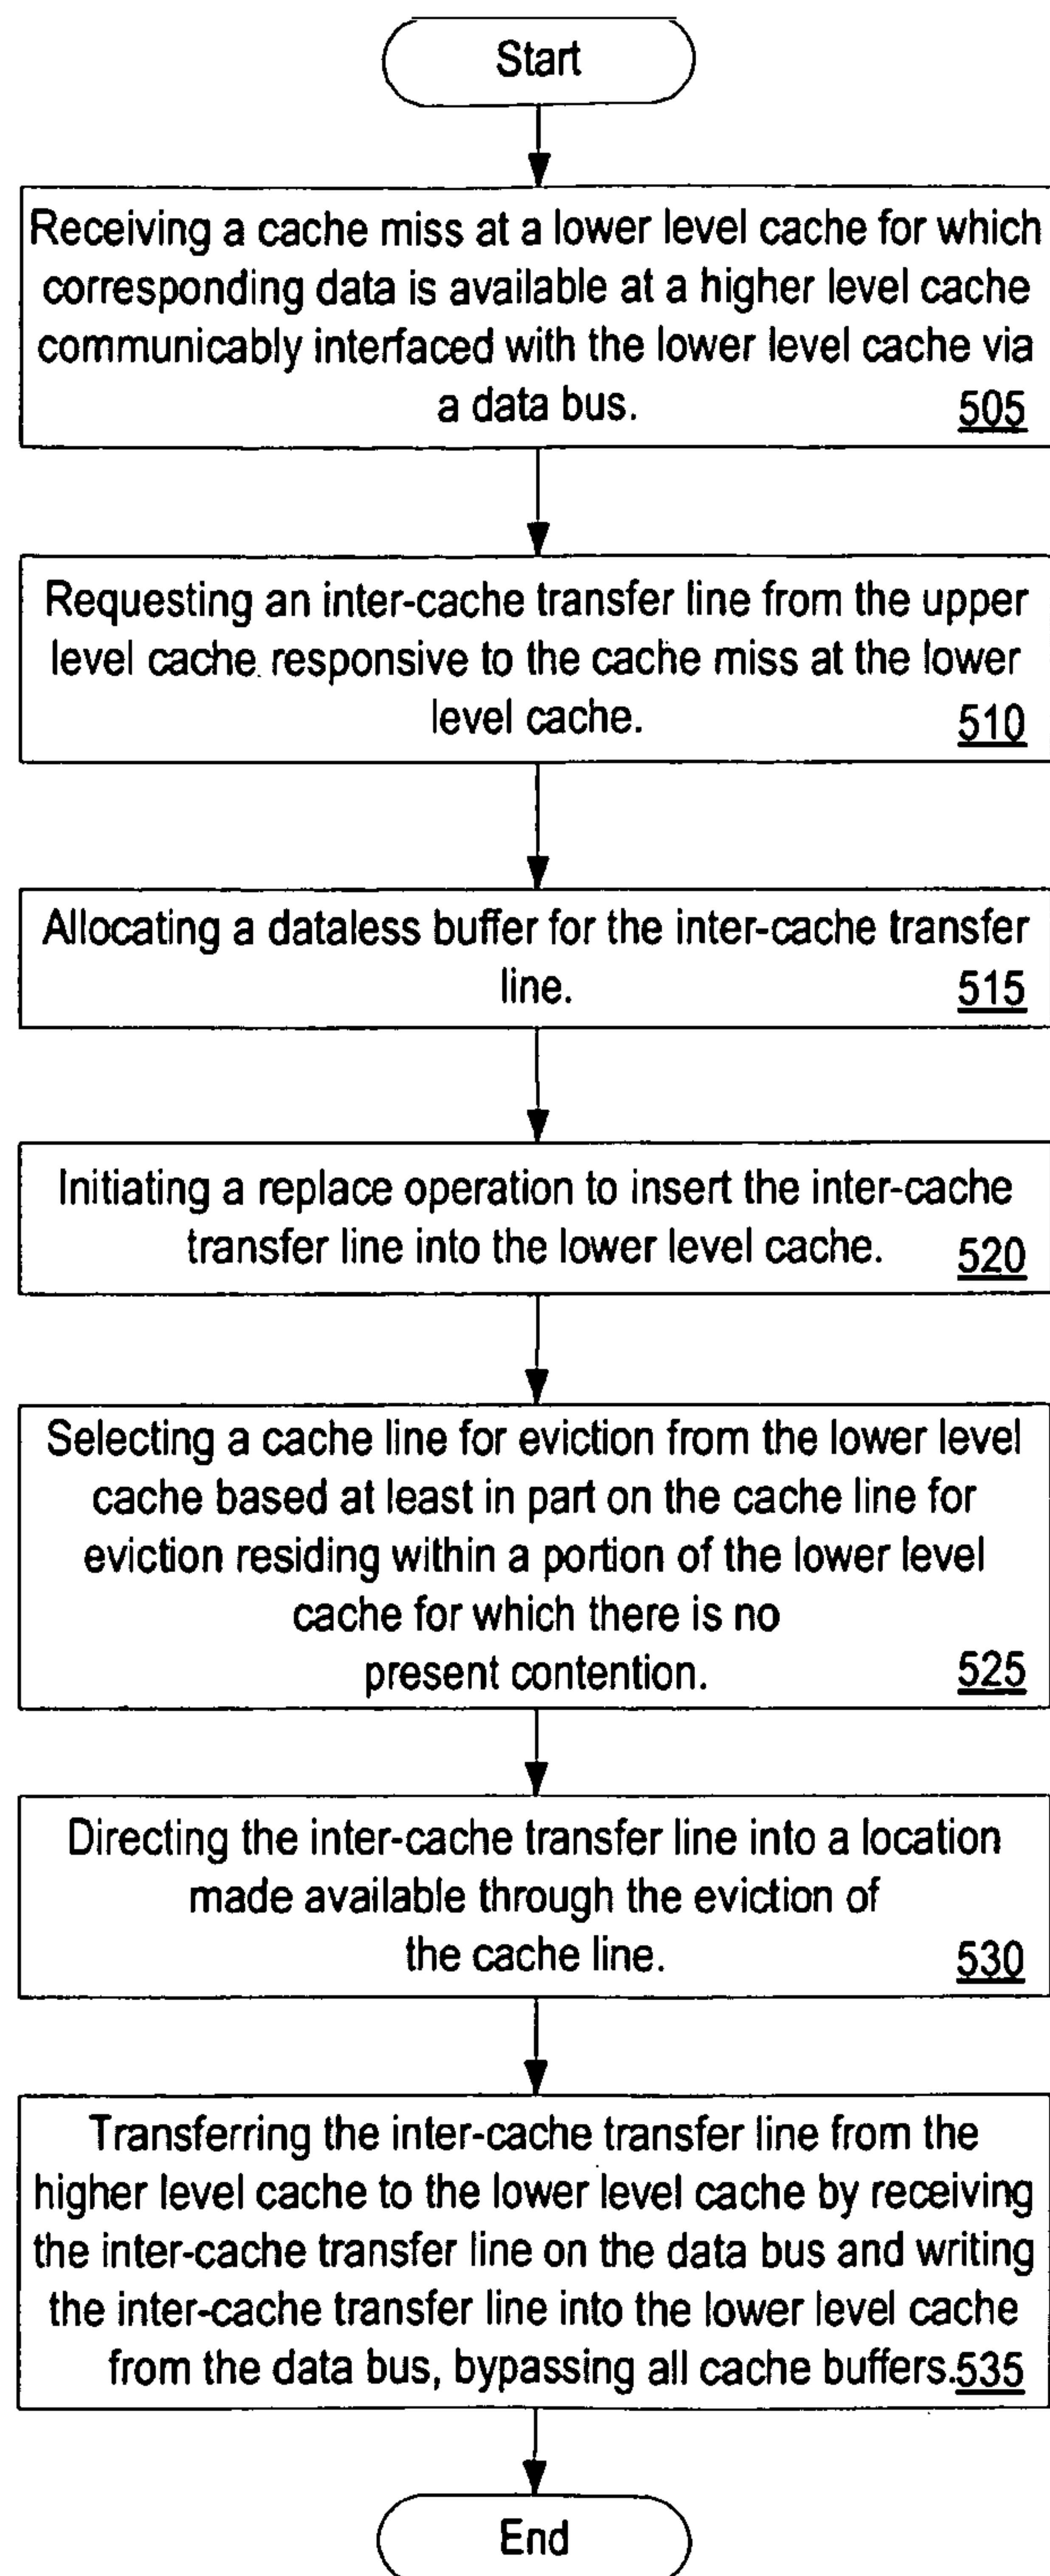 Start
Receiving a cache miss at a lower level cache for which
corresponding data is available at a higher level cache
communicably interfaced with the lower level cache via
a data bus. 505
Requesting an inter-cache transfer line from the upper
level cache responsive to the cache miss at the lower
level cache. 510
Allocating a dataless buffer for the inter-cache transfer
line. 515
Initiating a replace operation to insert the inter-cache
transfer line into the lower level cache. 520
Selecting a cache line for eviction from the lower level
cache based at least in part on the cache line for
eviction residing within a portion of the lower level
cache for which there is no
present contention. 525
Directing the inter-cache transfer line into a location
made available through the eviction of
the cache line. 530
Transferring the inter-cache transfer line from the
higher level cache to the lower level cache by receiving
the inter-cache transfer line on the data bus and writing
the inter-cache transfer line into the lower level cache
from the data bus, bypassing all cache buffers. 535
End